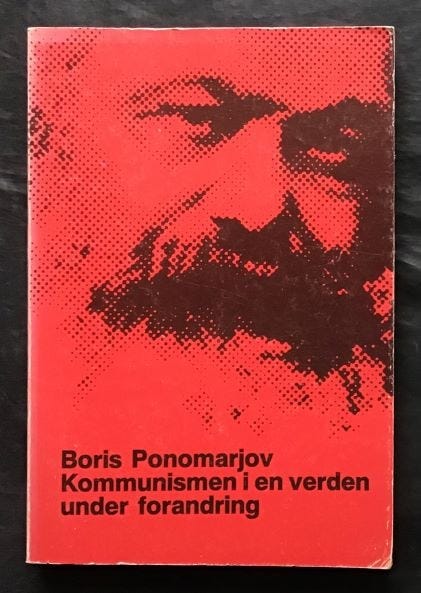 Boris Ponomarjov
Kommunismen i en verden
under forandring